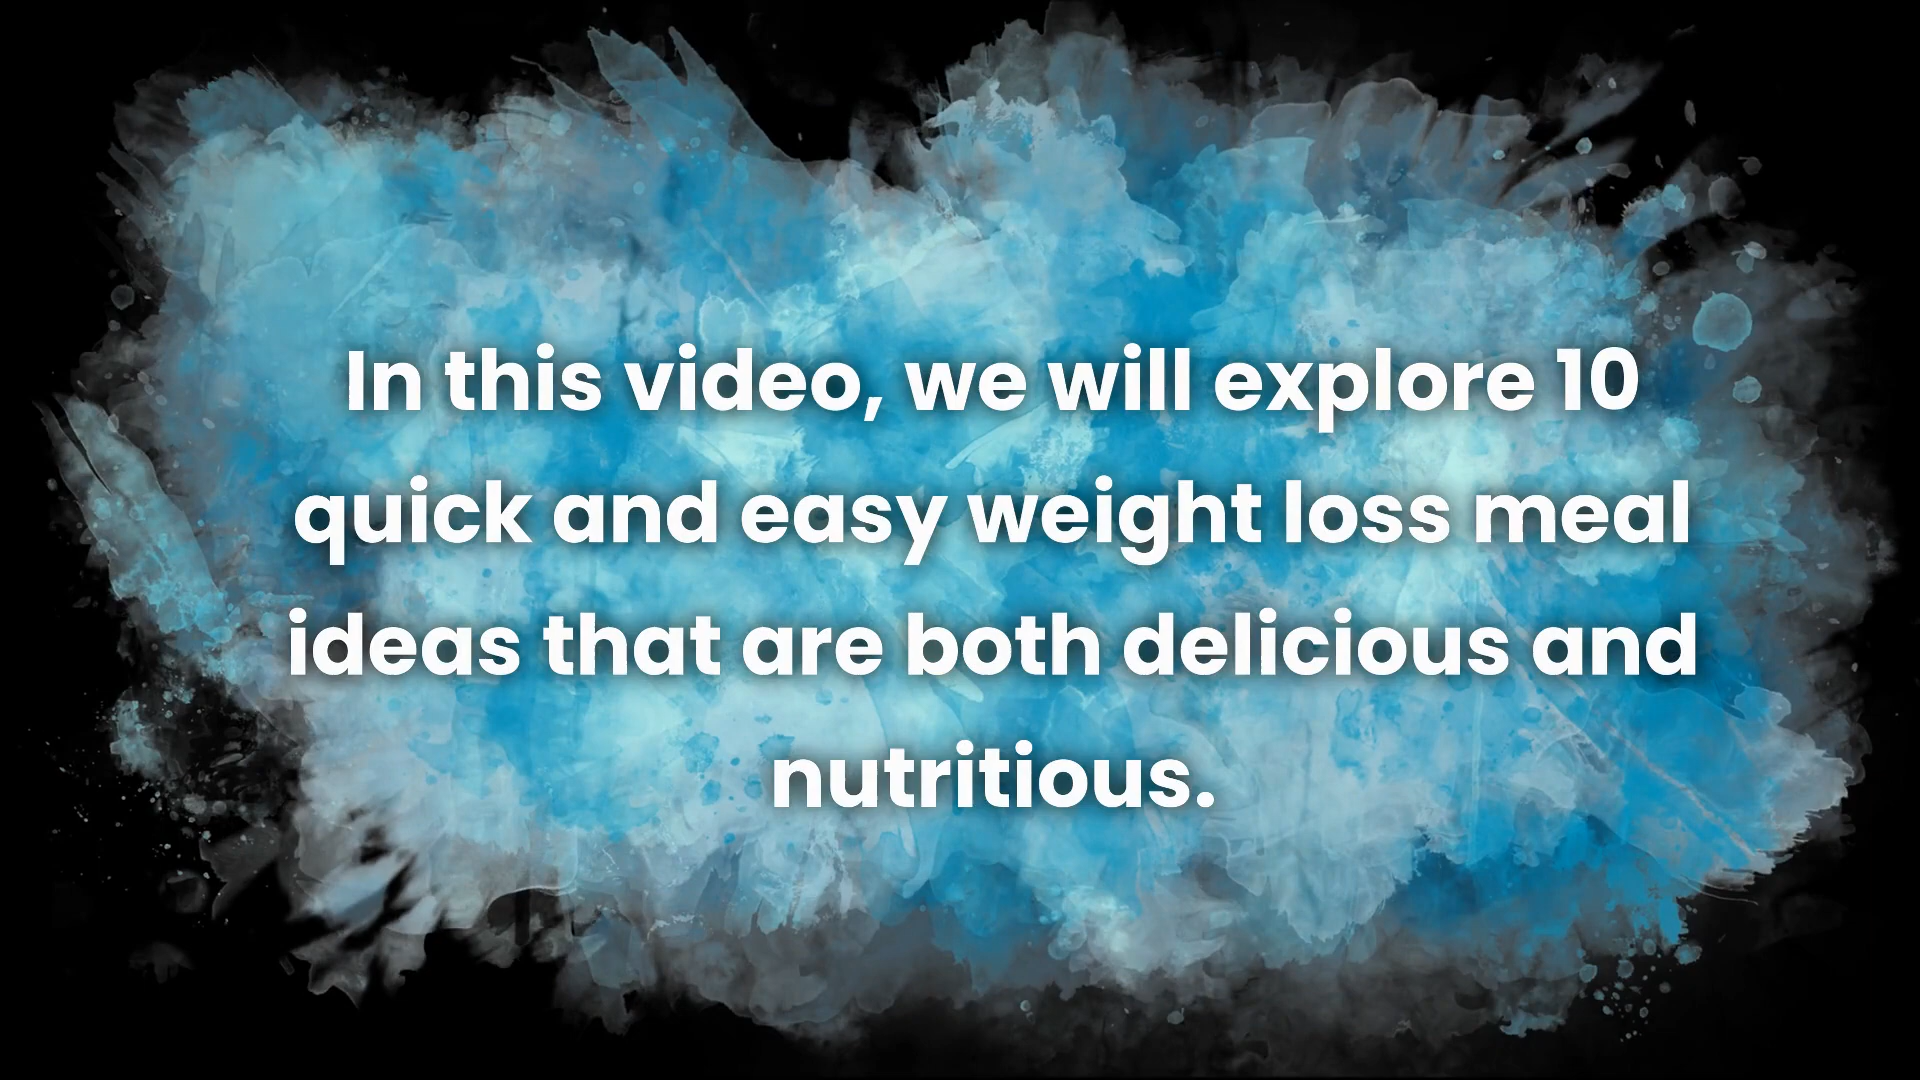 In this video, we will explore 10
quick and easy weight loss meal
ideas that are both delicious and
nutritious.